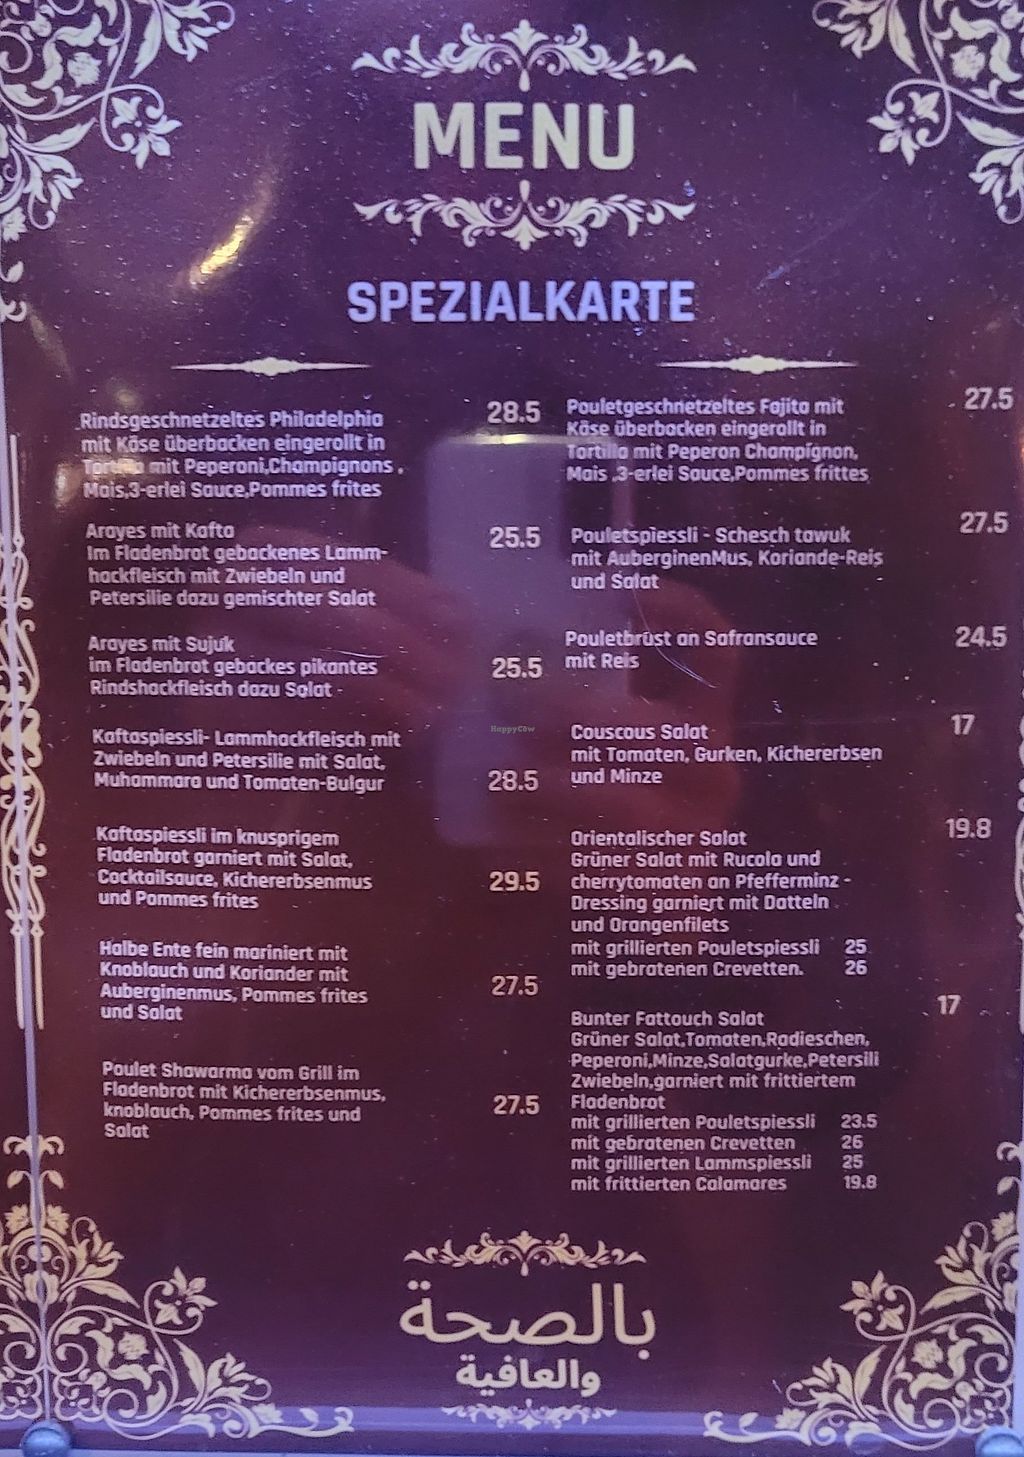 MENU
SPEZIALKARTE
Rindsgeschnetzeltes Philadelphia 28.5
mit Käse überbacken eingerollt in
Tortilla mit Peperoni,Champignons ,
Mais,3-erlei Sauce,Pommes frites
Arayes mit Kafta
Im Fladenbrot gebackenes Lamm- 25.5
hackfleisch mit Zwiebeln und
Petersilie dazu gemischter Salat
Arayes mit Sujuk
im Fladenbrot gebackes pikantes 25.5
Rindshackfleisch dazu Salat -
Kaftaspiessli- Lammhackfleisch mit
Zwiebeln und Petersilie mit Salat,
Muhammara und Tomaten-Bulgur 28.5
Kaftaspiessli im knusprigem
Fladenbrot garniert mit Salat,
Cocktailsauce, Kichererbsenmus 29.5
und Pommes frites
Halbe Ente fein mariniert mit
Knoblauch und Koriander mit
Auberginenmus, Pommes frites 27.5
und Salat
Poulet Shawarma vom Grill im
Fladenbrot mit Kichererbsenmus,
knoblauch, Pommes frites und 27.5
Salat
Pouletgeschnetzeltes Fajita mit 27.5
Käse überbacken eingerollt in
Tortilla mit Peperon Champignon,
Mais ,3-erlei Sauce,Pommes frittes
Pouletspiessli - Schesch tawuk 27.5
mit AuberginenMus, Koriande-Reis
und Salat
Pouletbrust an Safransauce 24.5
mit Reis
Couscous Salat 17
mit Tomaten, Gurken, Kichererbsen
und Minze
Orientalischer Salat 19.8
Grüner Salat mit Rucola und
cherrytomaten an Pfefferminz -
Dressing garniert mit Datteln
und Orangenfilets
mit grillierten Pouletspiessli 25
mit gebratenen Crevetten. 26
Bunter Fattouch Salat 17
Grüner Salat,Tomaten,Radieschen,
Peperoni,Minze,Salatgurke,Petersili
Zwiebeln,garniert mit frittiertem
Fladenbrot
mit grillierten Pouletspiessli 23.5
mit gebratenen Crevetten 26
mit grillierten Lammspiessli 25
mit frittierten Calamares 19.8
HappyCow
بالصحة
والعافية